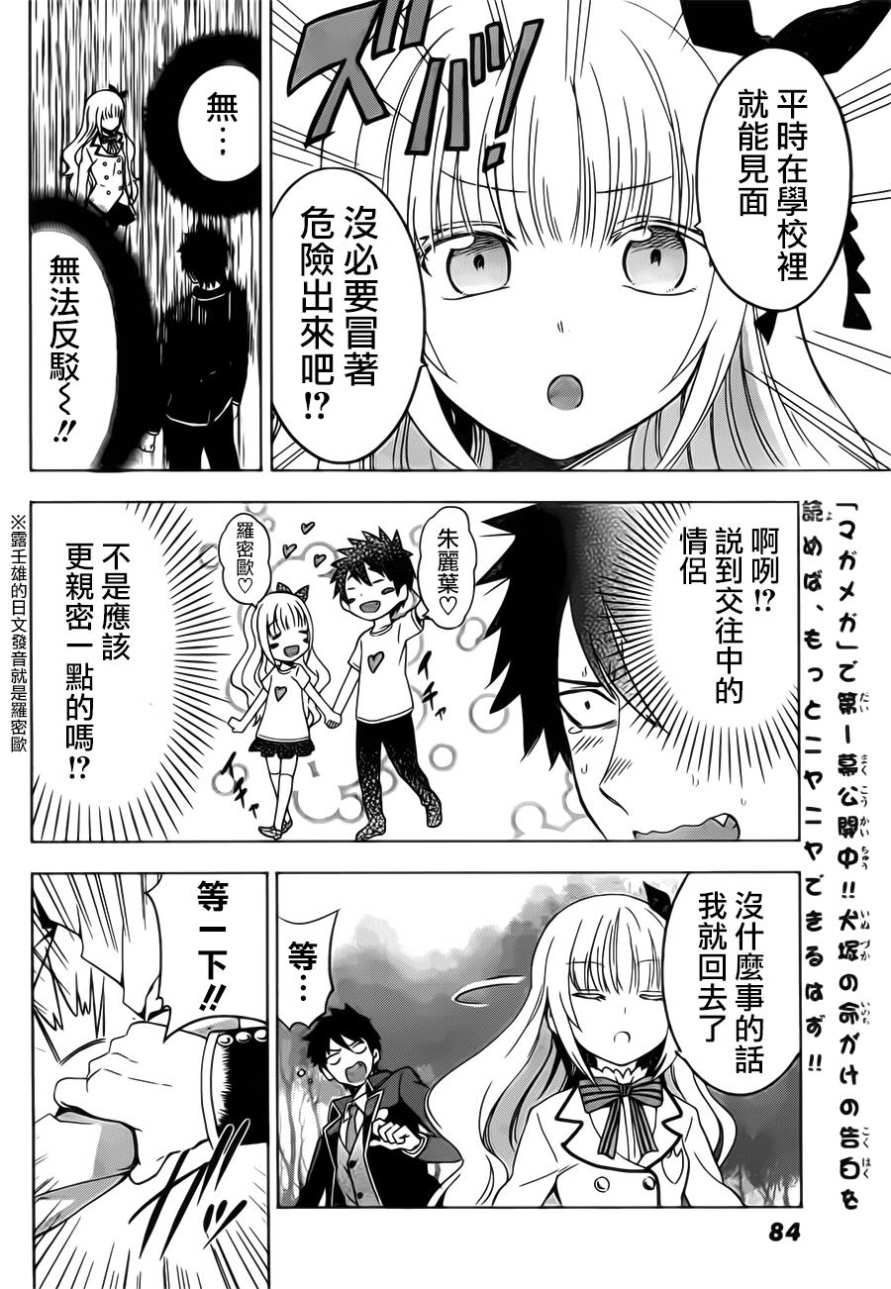 平時在學校裡
就能見面
ズズッ!
沒必要冒著
危險出來吧!?
無…
無法反駁～!!
啊咧!?
説到交往中的
情侶
朱麗葉♡
羅密歐♡
イチャ
イチャ
不是應該
更親密一點的嗎!?
※露壬雄的日文發音就是羅密歐
「マガメガ」で第一幕公開中!!犬塚の命がけの告白を
読めば、もっとニヤニヤできるはず!!
沒什麼事的話
我就回去了
等…
等一下!!
84